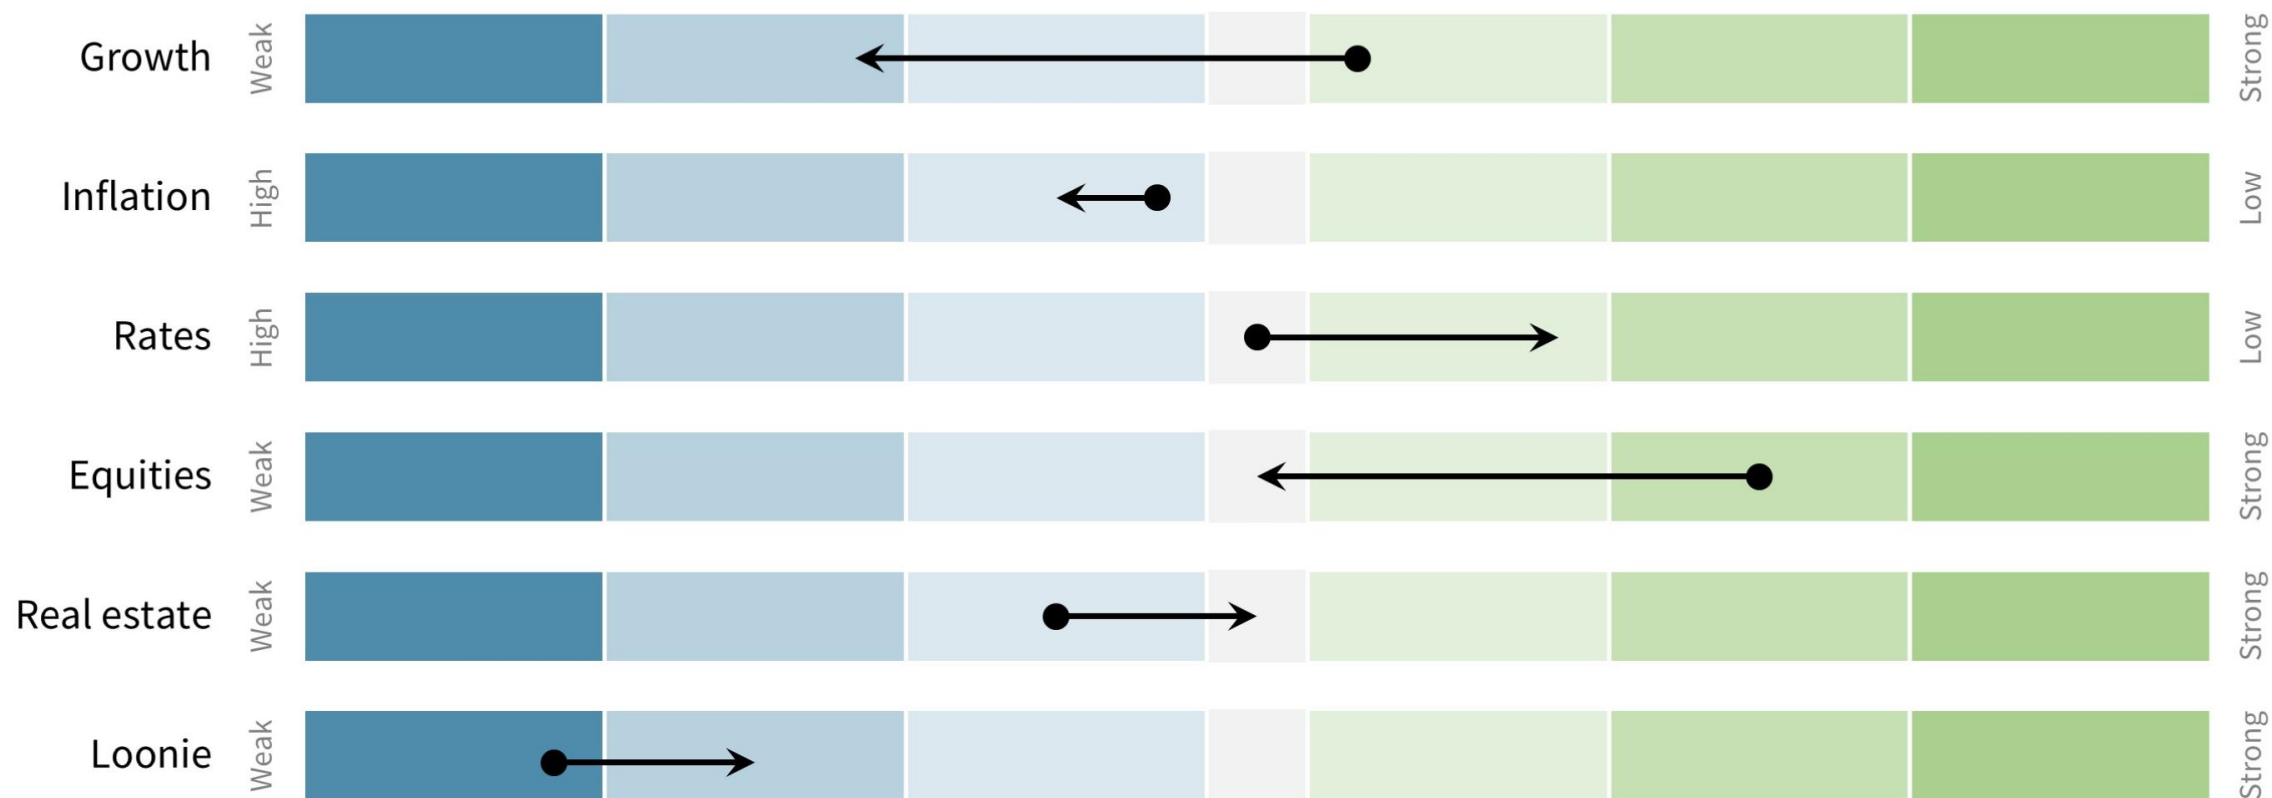 Growth Weak Strong
Inflation High Low
Rates High Low
Equities Weak Strong
Real estate Weak Strong
Loonie Weak Strong